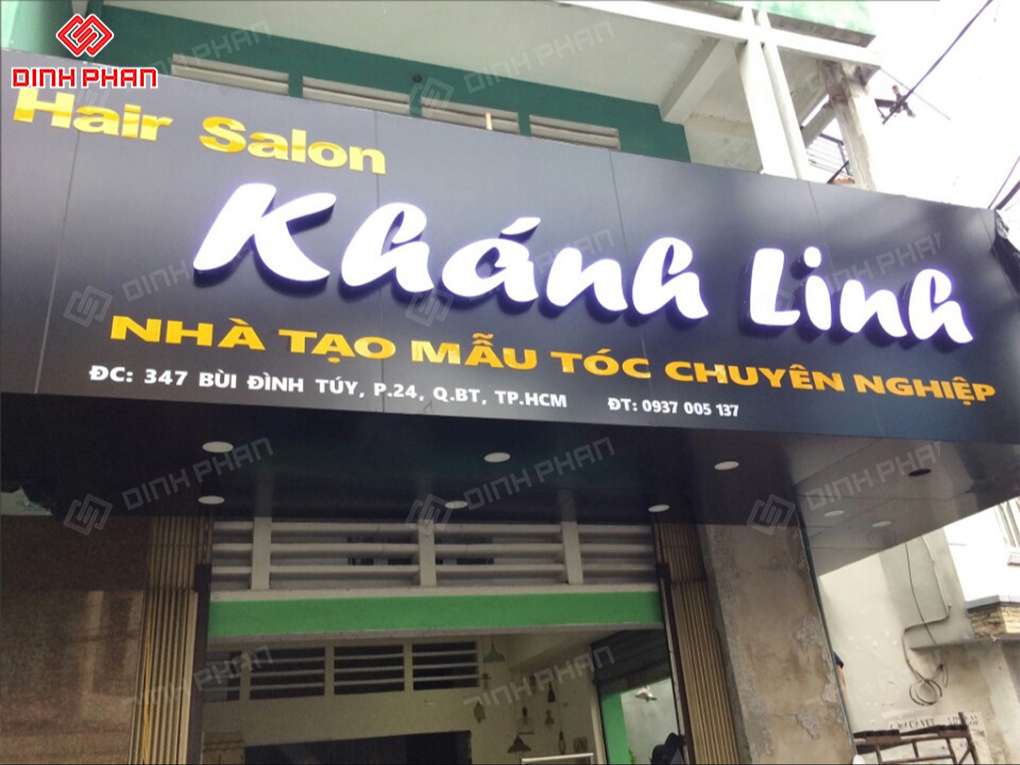 DINH PHAN
Hair Salon
Khánh Linh
NHÀ TẠO MẪU TÓC CHUYÊN NGHIỆP
ĐC: 347 BÙI ĐÌNH TÚY, P.24, Q.BT, TP.HCM ĐT: 0937 005 137